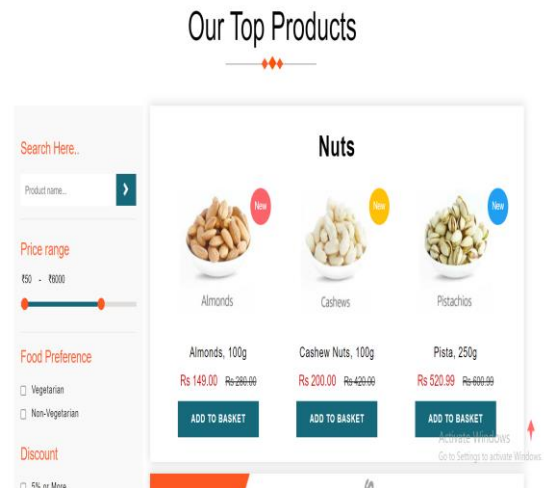 Our Top Products
Search Here..
Product name...
Price range
₹50 - ₹6000
Food Preference
Vegetarian
Non-Vegetarian
Discount
5% or More
Nuts
New
New
New
Almonds
Cashews
Pistachios
Almonds, 100g
Cashew Nuts, 100g
Pista, 250g
Rs 149.00 Rs 280.00
Rs 200.00 Rs 420.00
Rs 520.99 Rs 600.99
ADD TO BASKET
ADD TO BASKET
ADD TO BASKET
Activate Windows
Go to Settings to activate Windows.